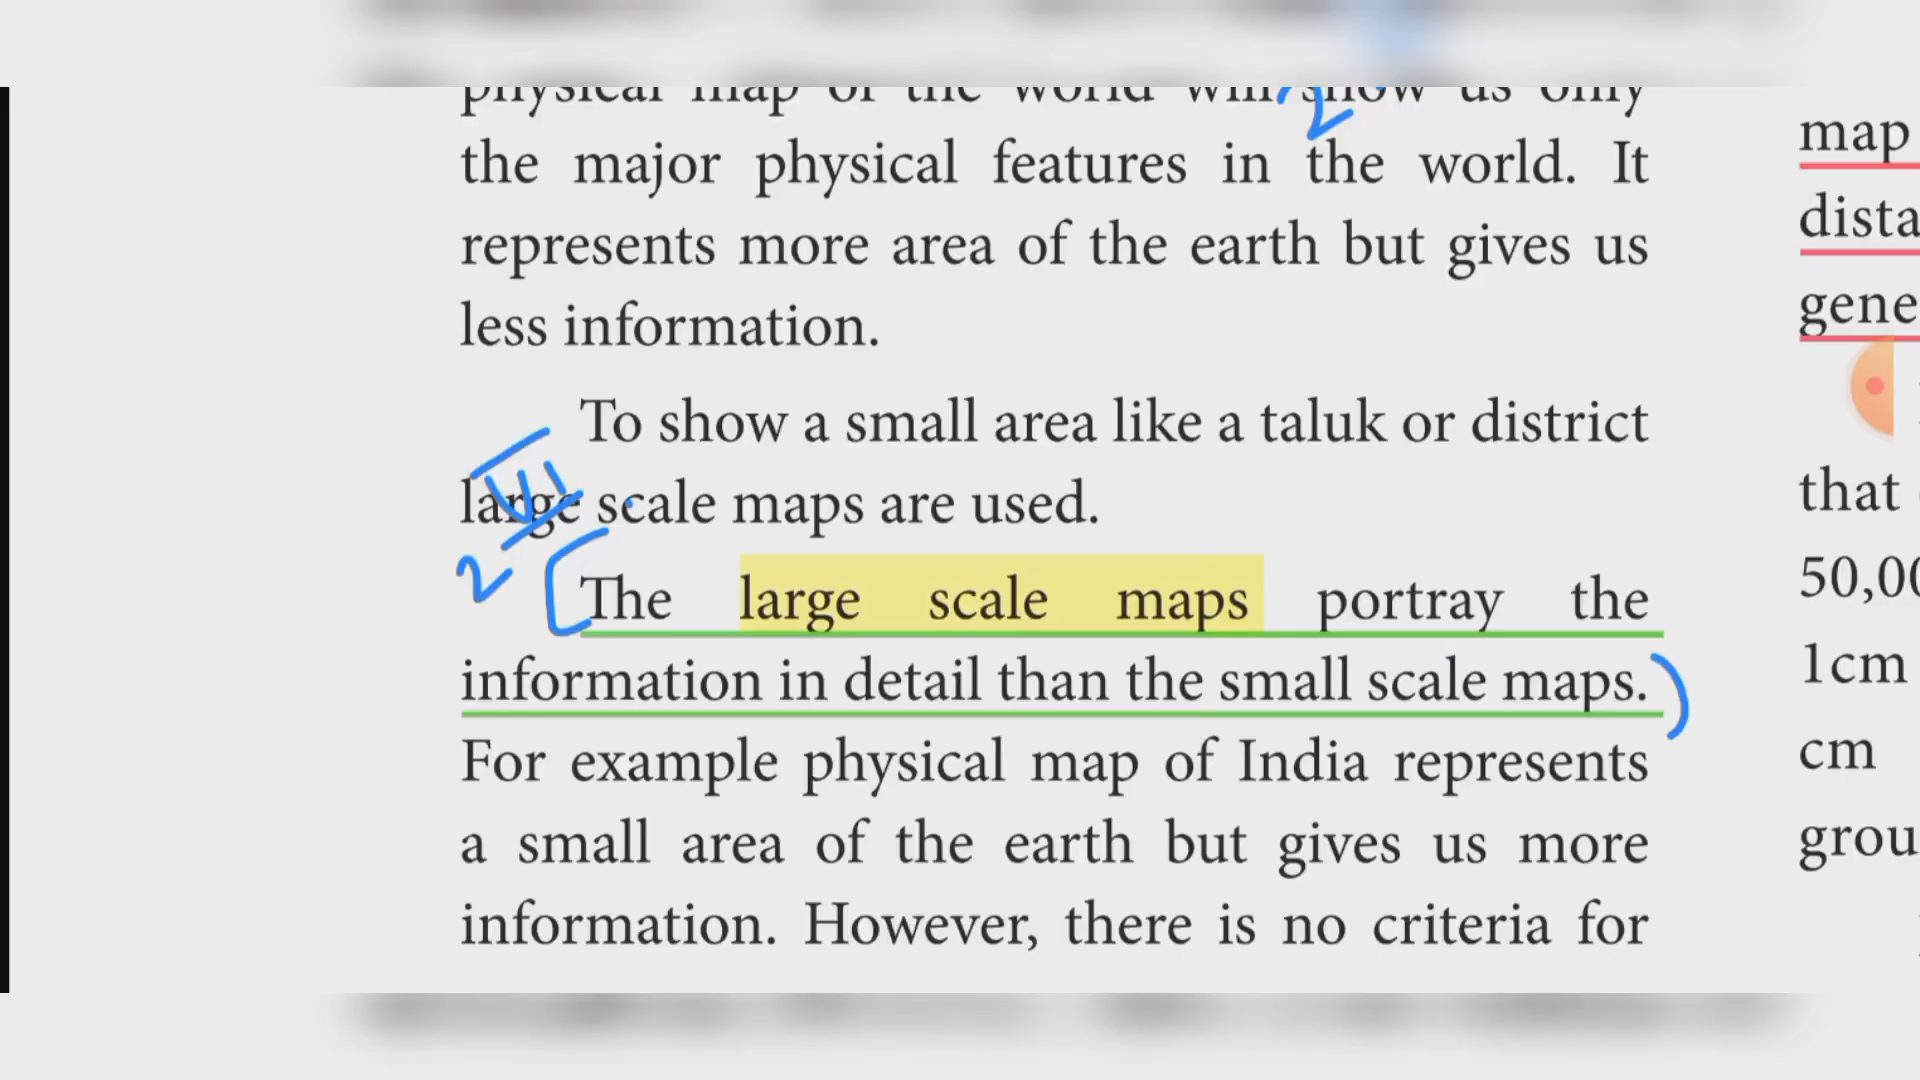 physical map of the world will show us only
the major physical features in the world. It
represents more area of the earth but gives us
less information.
To show a small area like a taluk or district
large scale maps are used.
The large scale maps portray the
information in detail than the small scale maps.
For example physical map of India represents
a small area of the earth but gives us more
information. However, there is no criteria for
2
2
map
dista
gene
that
50,00
1cm
cm
grou